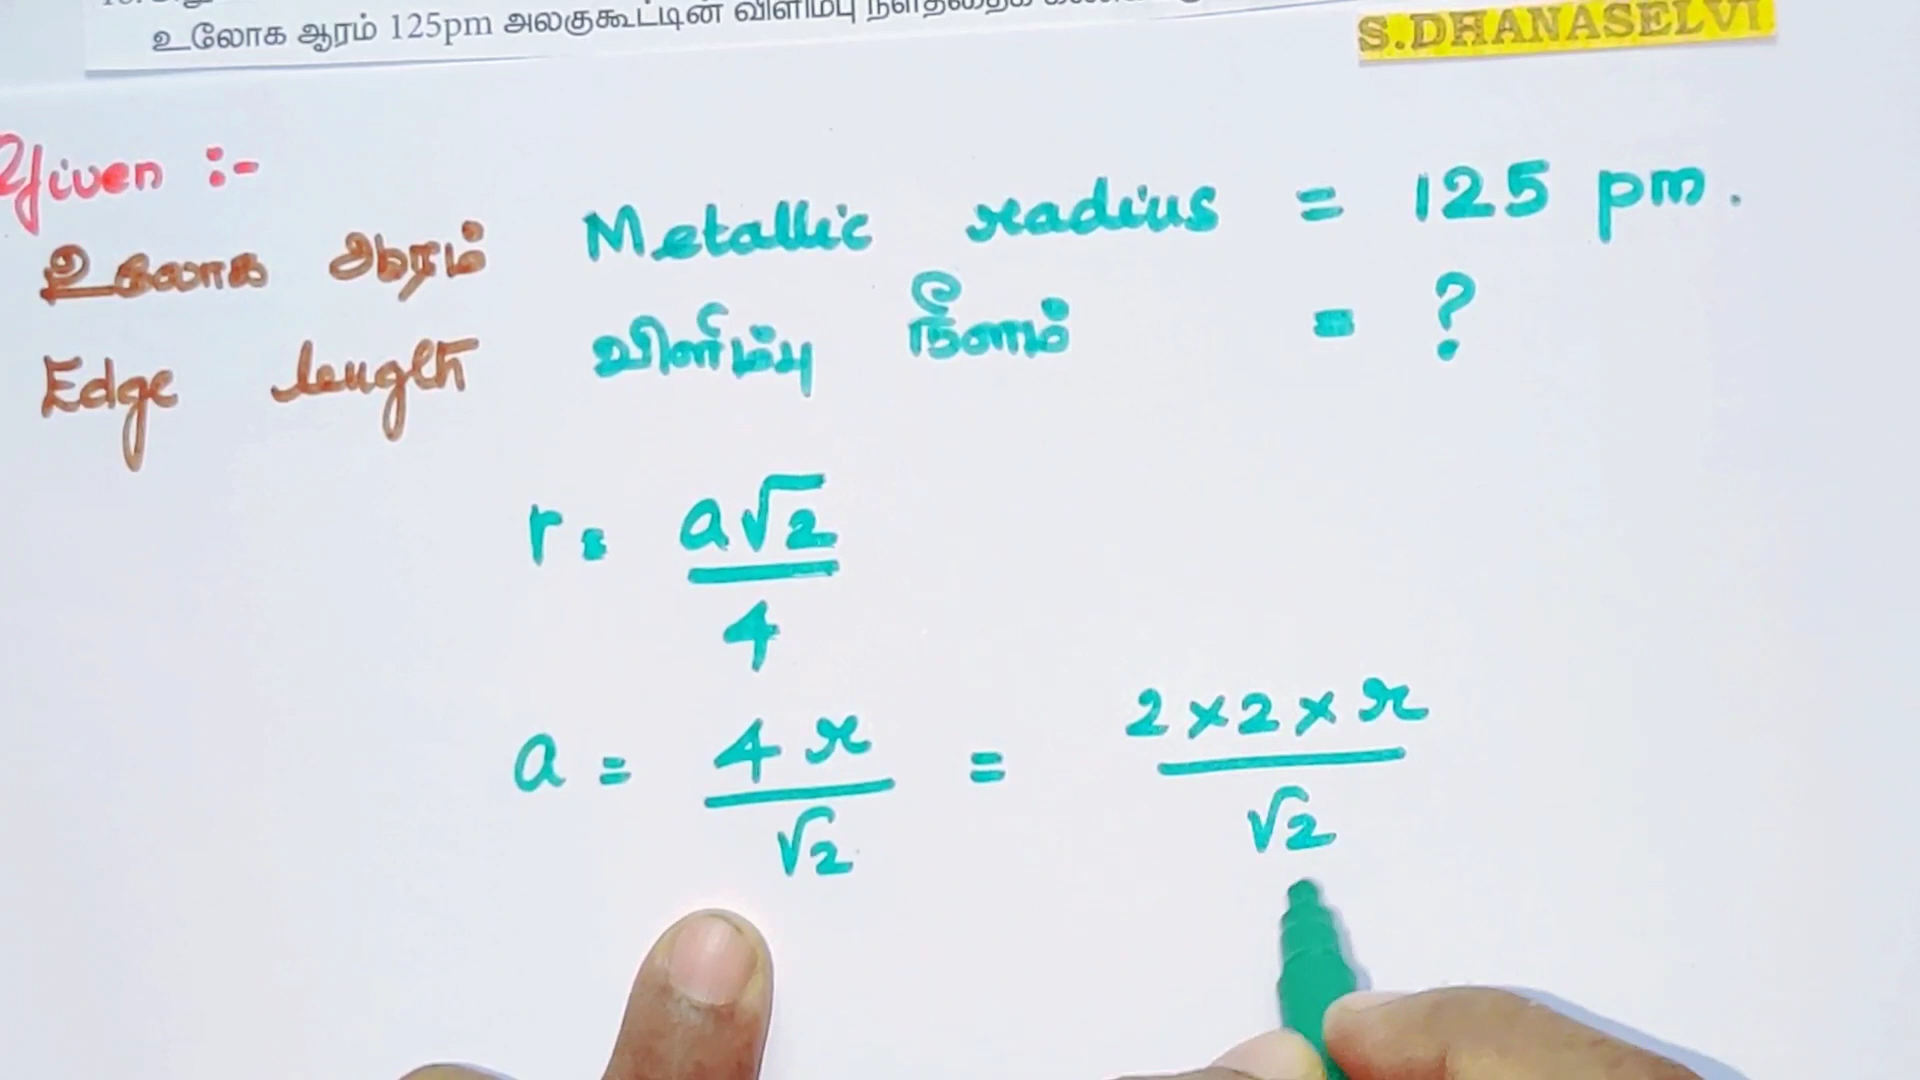 உலோக ஆரம் 125pm அலகுகூட்டின் விளிம்பு
S.DHANASELVI
Given :-
உலோக ஆரம் Metallic radius = 125 pm.
Edge length விளிம்பு நீளம் = ?
r = a√2 / 4
a = 4r / √2 = 2×2×r / √2